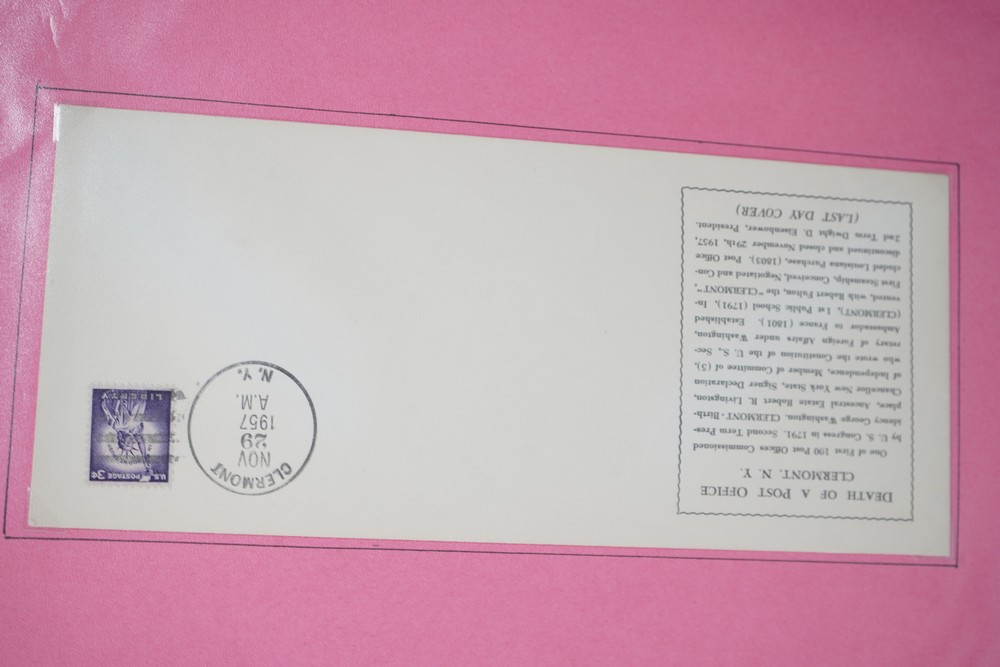 DEATH OF A POST OFFICE
CLERMONT, N. Y.
One of First 100 Post Offices Commissioned
by U. S. Congress in 1791. Second Term Pres-
idency George Washington. CLERMONT - Birth-
place, Ancestral Estate Robert R. Livingston,
Chancellor New York State, Signer Declaration
of Independence, Member of Committee of (5),
who wrote the Constitution of the U. S., Sec-
retary of Foreign Affairs under Washington,
Ambassador to France (1801). Established
(CLERMONT), 1st Public School (1791), In-
vented, with Robert Fulton, the "CLERMONT",
First Steamship, Conceived, Negotiated and Con-
cluded Louisiana Purchase, (1803). Post Office
discontinued and closed November 29th, 1957,
2nd Term Dwight D. Eisenhower, President.
(LAST DAY COVER)
CLERMONT
NOV
29
1957
A.M.
N. Y.
U.S. POSTAGE 3¢
LIBERTY